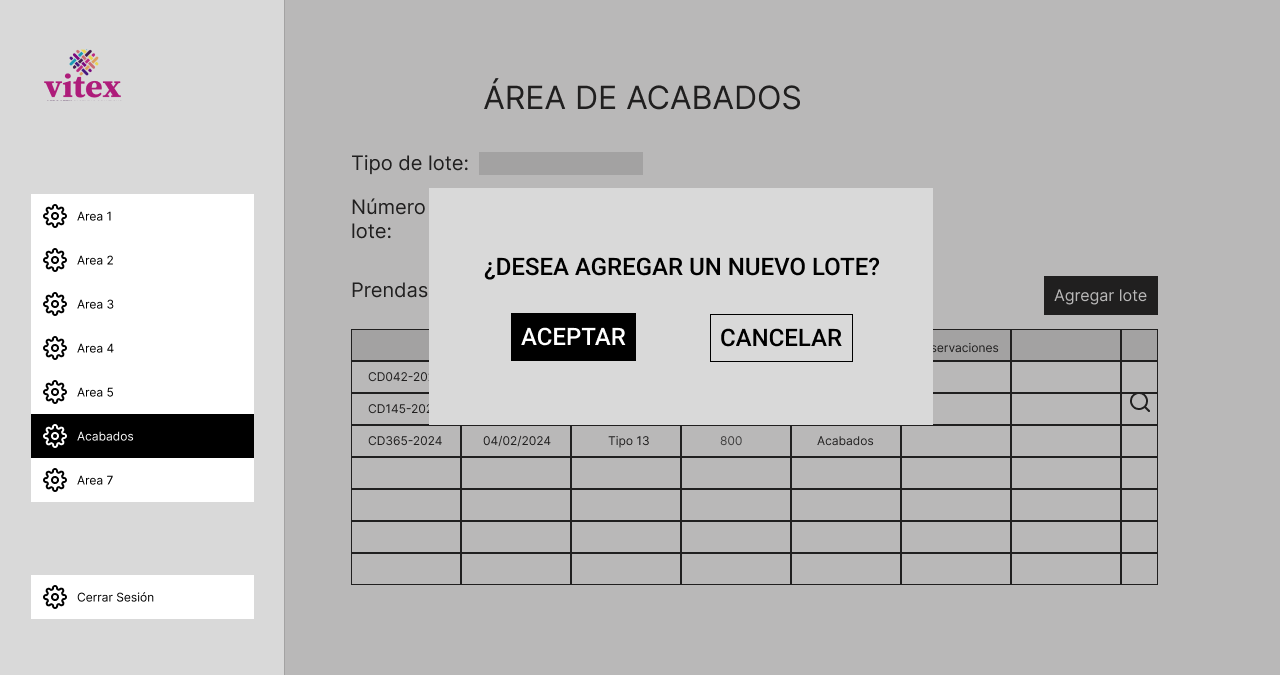 vitex
ÁREA DE ACABADOS
Tipo de lote:
Número
lote:
Area 1
Area 2
Area 3
Area 4
Area 5
Acabados
Area 7
Cerrar Sesión
Prendas
Agregar lote
¿DESEA AGREGAR UN NUEVO LOTE?
ACEPTAR CANCELAR
servaciones
CD042-20
CD145-202
CD365-2024 04/02/2024 Tipo 13 800 Acabados